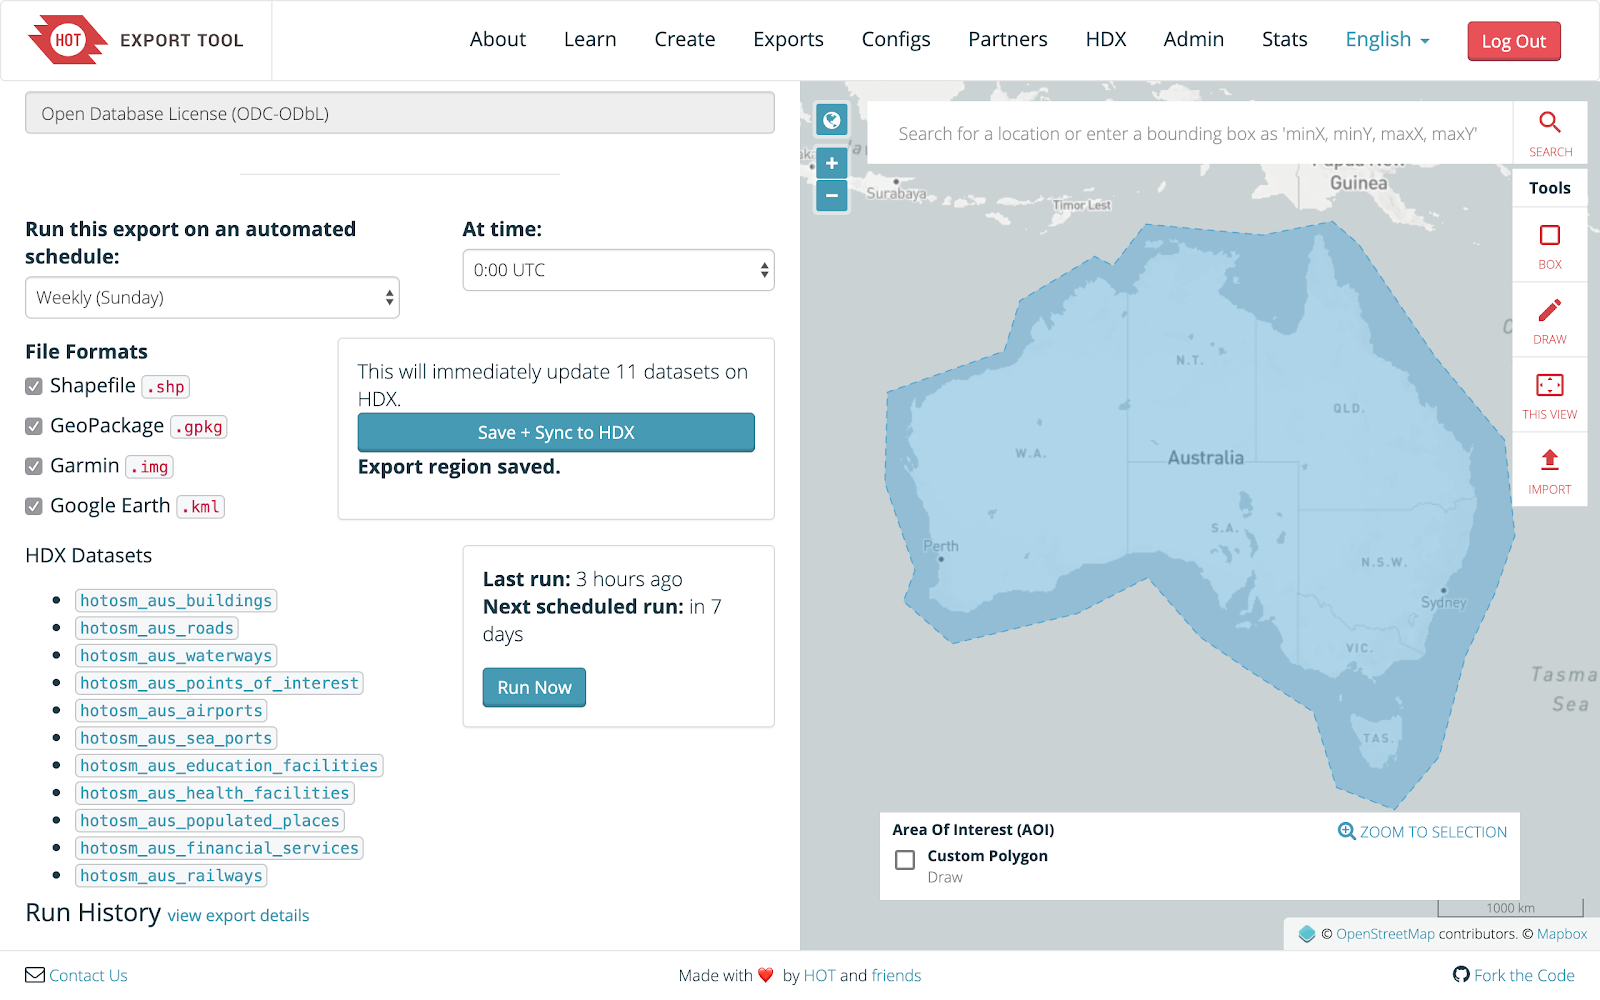 HOT EXPORT TOOL
About Learn Create Exports Configs Partners HDX Admin Stats English Log Out
Open Database License (ODC-ODbL)
Run this export on an automated
schedule:
Weekly (Sunday)
At time:
0:00 UTC
File Formats
Shapefile .shp
GeoPackage .gpkg
Garmin .img
Google Earth .kml
This will immediately update 11 datasets on
HDX.
Save + Sync to HDX
Export region saved.
HDX Datasets
hotosm_aus_buildings
hotosm_aus_roads
hotosm_aus_waterways
hotosm_aus_points_of_interest
hotosm_aus_airports
hotosm_aus_sea_ports
hotosm_aus_education_facilities
hotosm_aus_health_facilities
hotosm_aus_populated_places
hotosm_aus_financial_services
hotosm_aus_railways
Last run: 3 hours ago
Next scheduled run: in 7
days
Run Now
Run History view export details
Search for a location or enter a bounding box as 'minX, minY, maxX, maxY'
SEARCH
Tools
BOX
DRAW
THIS VIEW
IMPORT
Surabaya
Timor Lest
Guinea
N.T.
QLD.
W.A.
Australia
S.A.
Perth
N.S.W.
Sydney
VIC.
TAS.
Tasma
Sea
Area Of Interest (AOI)
ZOOM TO SELECTION
Custom Polygon
Draw
1000 km
© OpenStreetMap contributors. © Mapbox
Contact Us
Made with ❤ by HOT and friends
Fork the Code